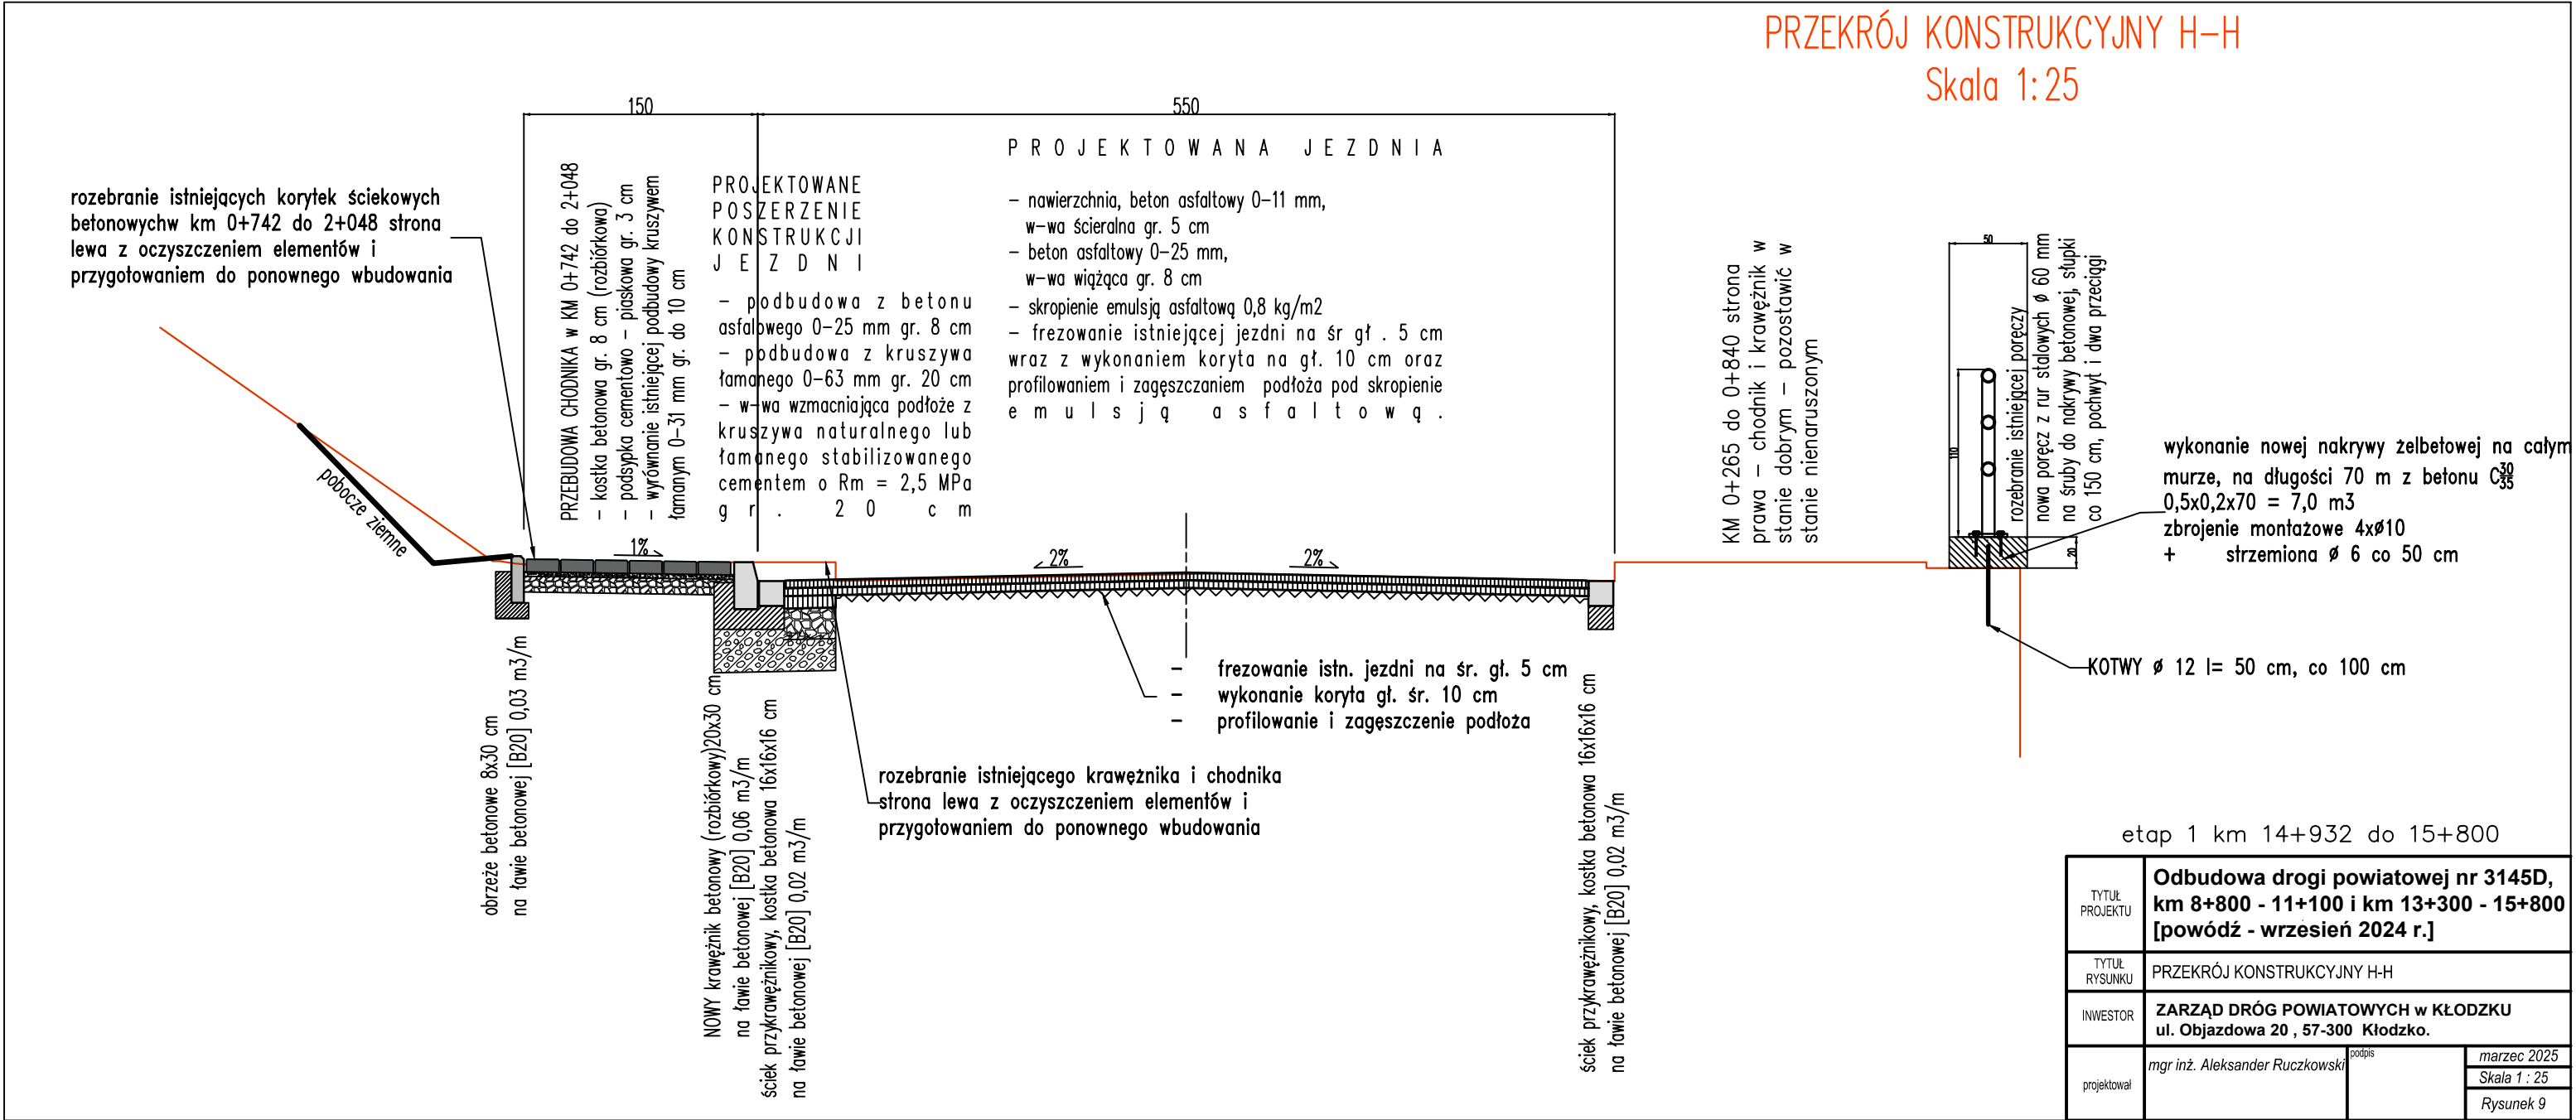 PRZEKRÓJ KONSTRUKCYJNY H-H
Skala 1:25
150
550
rozebranie istniejących korytek ściekowych
betonowychw km 0+742 do 2+048 strona
lewa z oczyszczeniem elementów i
przygotowaniem do ponownego wbudowania
pobocze ziemne
PRZEBUDOWA CHODNIKA w KM 0+742 do 2+048
- kostka betonowa gr. 8 cm (rozbiórkowa)
- podsypka cementowo - piaskowa gr. 3 cm
- wyrównanie istniejącej podbudowy kruszywem
łamanym 0-31 mm gr. do 10 cm
PROJEKTOWANE
POSZERZENIE
KONSTRUKCJI
J E Z D N I
- podbudowa z betonu
asfalowego 0-25 mm gr. 8 cm
- podbudowa z kruszywa
łamanego 0-63 mm gr. 20 cm
- w-wa wzmacniająca podłoże z
kruszywa naturalnego lub
łamanego stabilizowanego
cementem o Rm = 2,5 MPa
g r . 2 0 c m
P R O J E K T O W A N A J E Z D N I A
- nawierzchnia, beton asfaltowy 0-11 mm,
w-wa ścieralna gr. 5 cm
- beton asfaltowy 0-25 mm,
w-wa wiążąca gr. 8 cm
- skropienie emulsją asfaltową 0,8 kg/m2
- frezowanie istniejącej jezdni na śr gł . 5 cm
wraz z wykonaniem koryta na gł. 10 cm oraz
profilowaniem i zagęszczaniem podłoża pod skropienie
e m u l s j ą a s f a l t o w ą .
KM 0+265 do 0+840 strona
prawa - chodnik i krawężnik w
stanie dobrym - pozostawić w
stanie nienaruszonym
50
110
20
rozebranie istniejącej poręczy
nowa poręcz z rur stalowych ø 60 mm
na śruby do nakrywy betonowej, słupki
co 150 cm, pochwyt i dwa przeciągi
wykonanie nowej nakrywy żelbetowej na całym
murze, na długości 70 m z betonu C30/35
0,5x0,2x70 = 7,0 m3
zbrojenie montażowe 4xø10
+ strzemiona ø 6 co 50 cm
KOTWY ø 12 l= 50 cm, co 100 cm
1%
2%
2%
- frezowanie istn. jezdni na śr. gł. 5 cm
- wykonanie koryta gł. śr. 10 cm
- profilowanie i zagęszczenie podłoża
rozebranie istniejącego krawężnika i chodnika
strona lewa z oczyszczeniem elementów i
przygotowaniem do ponownego wbudowania
obrzeże betonowe 8x30 cm
na ławie betonowej [B20] 0,03 m3/m
NOWY krawężnik betonowy (rozbiórkowy)20x30 cm
na ławie betonowej [B20] 0,06 m3/m
ściek przykrawężnikowy, kostka betonowa 16x16x16 cm
na ławie betonowej [B20] 0,02 m3/m
ściek przykrawężnikowy, kostka betonowa 16x16x16 cm
na ławie betonowej [B20] 0,02 m3/m
etap 1 km 14+932 do 15+800
TYTUŁ
PROJEKTU
Odbudowa drogi powiatowej nr 3145D,
km 8+800 - 11+100 i km 13+300 - 15+800
[powódź - wrzesień 2024 r.]
TYTUŁ
RYSUNKU
PRZEKRÓJ KONSTRUKCYJNY H-H
INWESTOR
ZARZĄD DRÓG POWIATOWYCH w KŁODZKU
ul. Objazdowa 20 , 57-300 Kłodzko.
projektował
mgr inż. Aleksander Ruczkowski
podpis
marzec 2025
Skala 1 : 25
Rysunek 9